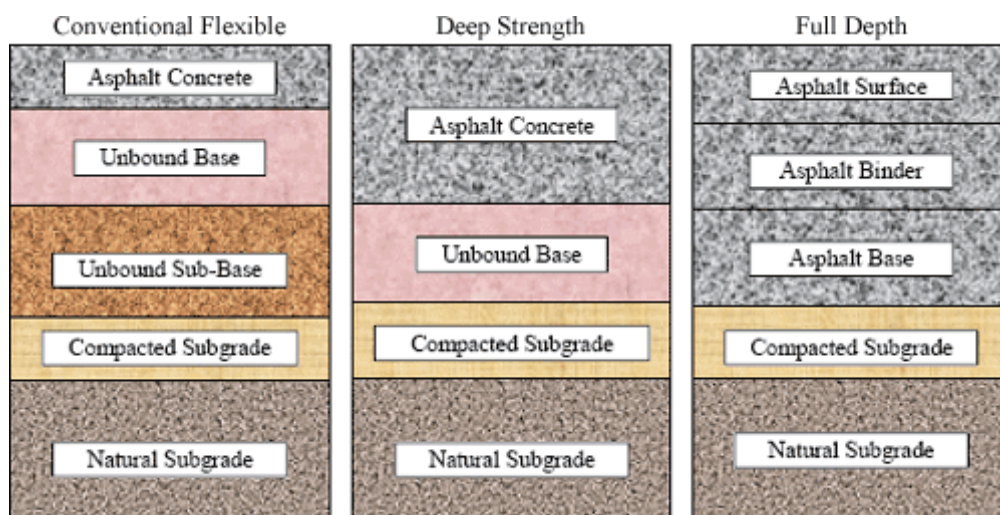 Conventional Flexible
Asphalt Concrete
Unbound Base
Unbound Sub-Base
Compacted Subgrade
Natural Subgrade
Deep Strength
Asphalt Concrete
Unbound Base
Compacted Subgrade
Natural Subgrade
Full Depth
Asphalt Surface
Asphalt Binder
Asphalt Base
Compacted Subgrade
Natural Subgrade